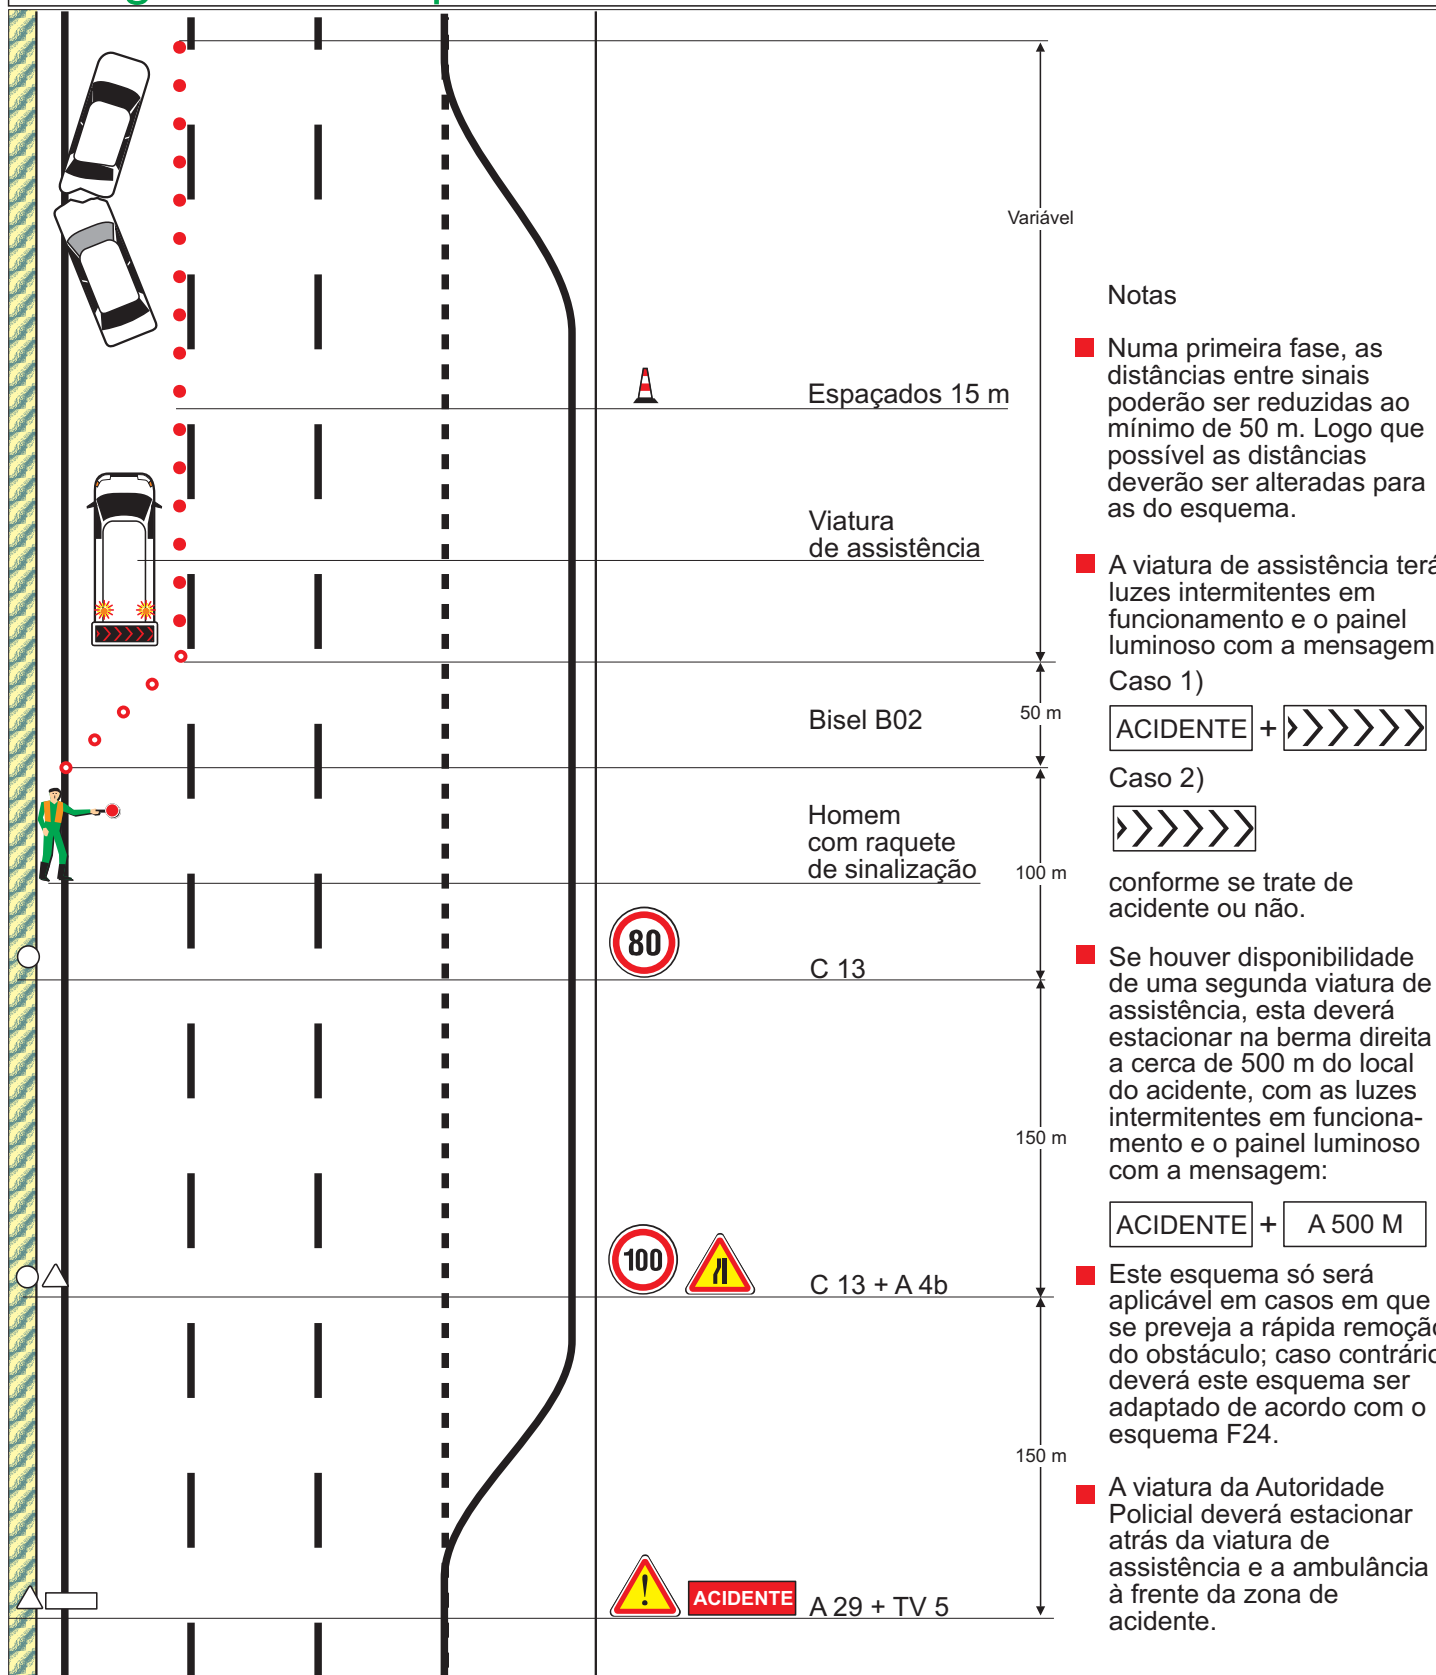 Variável
Espaçados 15 m
Viatura
de assistência
Bisel B02
50 m
Homem
com raquete
de sinalização
100 m
80
C 13
150 m
100
C 13 + A 4b
150 m
!
ACIDENTE
A 29 + TV 5
Notas
Numa primeira fase, as
distâncias entre sinais
poderão ser reduzidas ao
mínimo de 50 m. Logo que
possível as distâncias
deverão ser alteradas para
as do esquema.
A viatura de assistência terá
luzes intermitentes em
funcionamento e o painel
luminoso com a mensagem
Caso 1)
ACIDENTE +
Caso 2)
conforme se trate de
acidente ou não.
Se houver disponibilidade
de uma segunda viatura de
assistência, esta deverá
estacionar na berma direita
a cerca de 500 m do local
do acidente, com as luzes
intermitentes em funciona-
mento e o painel luminoso
com a mensagem:
ACIDENTE + A 500 M
Este esquema só será
aplicável em casos em que
se preveja a rápida remoção
do obstáculo; caso contrário
deverá este esquema ser
adaptado de acordo com o
esquema F24.
A viatura da Autoridade
Policial deverá estacionar
atrás da viatura de
assistência e a ambulância
à frente da zona de
acidente.